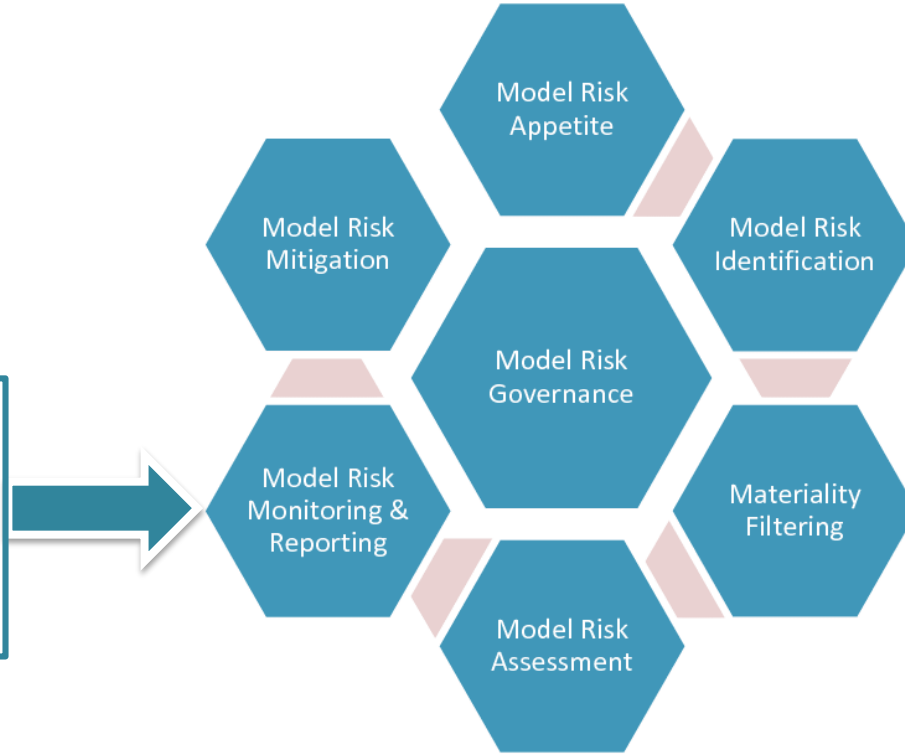 Model Risk
Appetite
Model Risk
Mitigation
Model Risk
Identification
Model Risk
Governance
Model Risk
Monitoring &
Reporting
Materiality
Filtering
Model Risk
Assessment